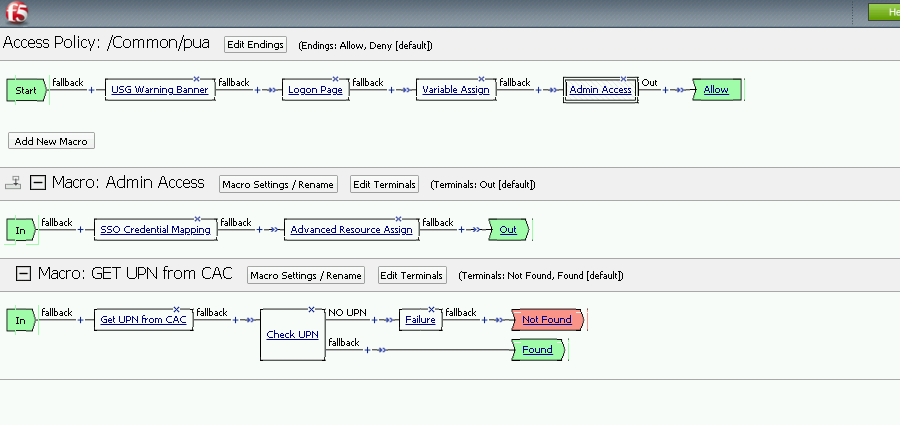 f5
He
Access Policy: /Common/pua Edit Endings (Endings: Allow, Deny [default])
Start fallback + USG Warning Banner fallback + Logon Page fallback + Variable Assign fallback + Admin Access Out + Allow
Add New Macro
Macro: Admin Access Macro Settings / Rename Edit Terminals (Terminals: Out [default])
In fallback + SSO Credential Mapping fallback + Advanced Resource Assign fallback + Out
Macro: GET UPN from CAC Macro Settings / Rename Edit Terminals (Terminals: Not Found, Found [default])
In fallback + Get UPN from CAC fallback + Check UPN NO UPN + Failure fallback + Not Found
fallback + Found